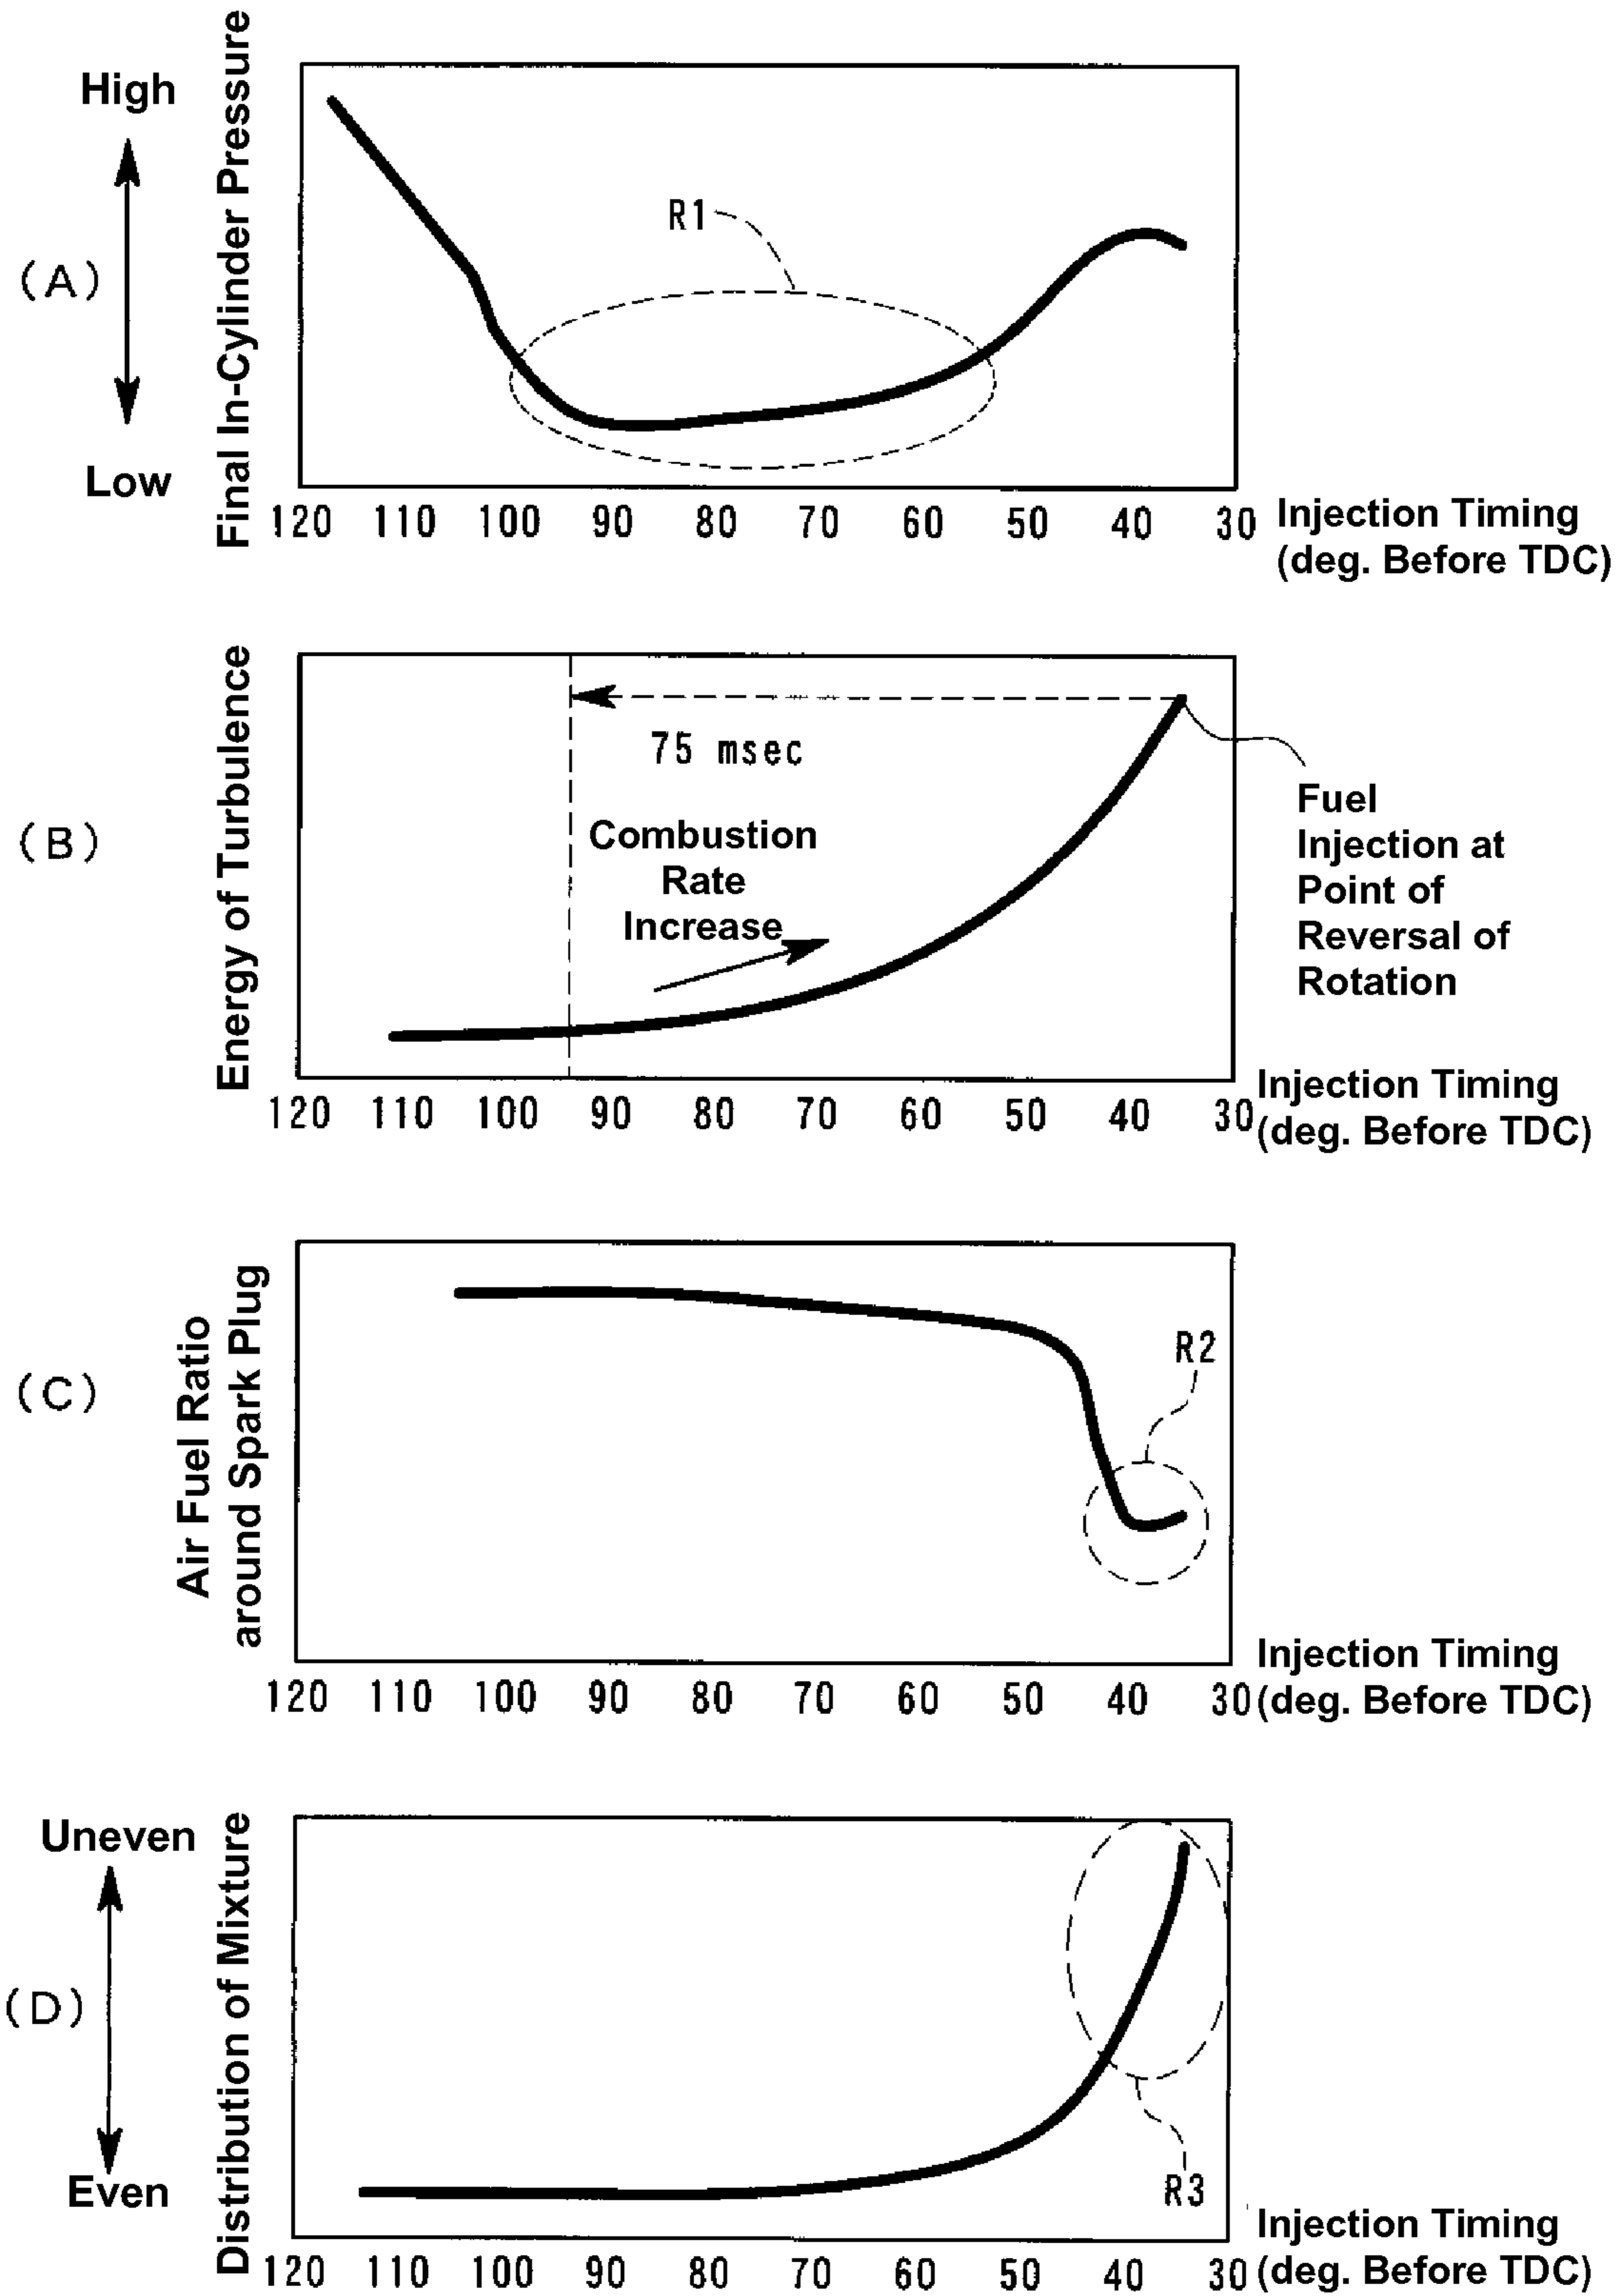 (A)
High
Low
Final In-Cylinder Pressure
R1
120 110 100 90 80 70 60 50 40 30
Injection Timing
(deg. Before TDC)
(B)
Energy of Turbulence
75 msec
Combustion
Rate
Increase
Fuel
Injection at
Point of
Reversal of
Rotation
120 110 100 90 80 70 60 50 40 30
Injection Timing
(deg. Before TDC)
(C)
Air Fuel Ratio
around Spark Plug
R2
120 110 100 90 80 70 60 50 40 30
Injection Timing
(deg. Before TDC)
(D)
Uneven
Even
Distribution of Mixture
R3
120 110 100 90 80 70 60 50 40 30
Injection Timing
(deg. Before TDC)